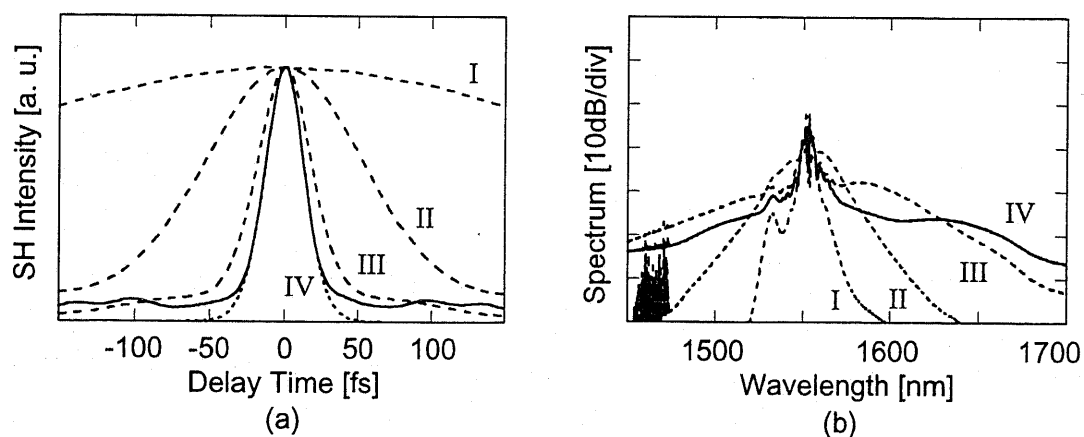 SH Intensity [a. u.]
I
II
III
IV
-100 -50 0 50 100
Delay Time [fs]
(a)
Spectrum [10dB/div]
IV
III
I
II
1500 1600 1700
Wavelength [nm]
(b)